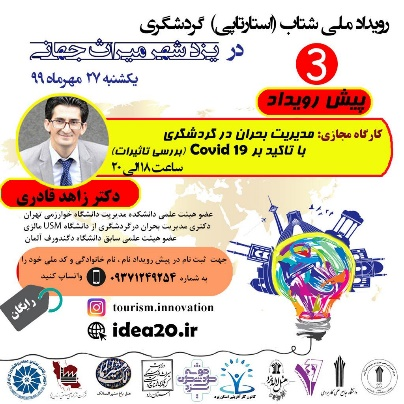 رویداد ملی شتاب (استارتاپی) گردشگری
در یزد شهر میراث جهانی
یکشنبه ۲۷ مهرماه ۹۹
3
پیش رویداد
کارگاه مجازی: مدیریت بحران در گردشگری
با تاکید بر Covid 19 (بررسی تاثیرات)
ساعت ۱۸ الی ۲۰
دکتر زاهد قادری
عضو هیئت علمی دانشکده مدیریت دانشگاه خوارزمی تهران
دکتری مدیریت بحران درگردشگری از دانشگاه USM مالزی
عضو هیئت علمی سابق دانشگاه دگندورف آلمان
جهت ثبت نام در پیش رویداد نام ، نام خانوادگی و کد ملی خود را
به شماره ۰۹۳۷۱۲۴۹۲۵۴ واتساپ کنید
رایگان
tourism.innovation
idea20.ir